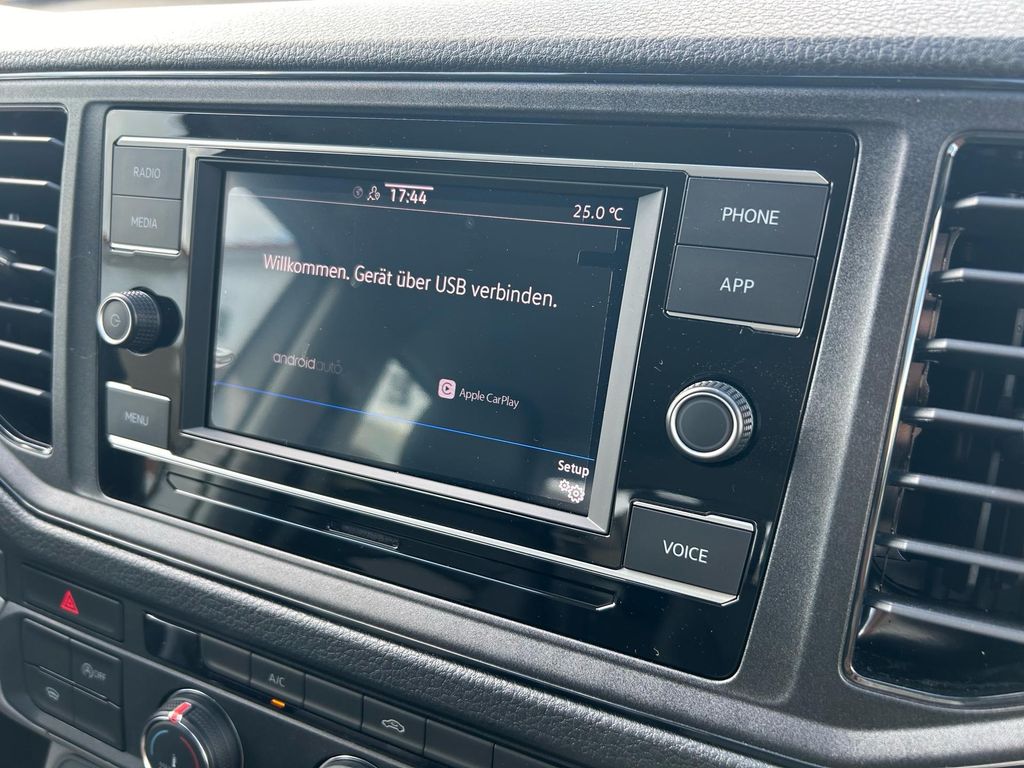 RADIO
MEDIA
MENU
17:44
25.0 °C
Willkommen. Gerät über USB verbinden.
androidauto
Apple CarPlay
Setup
PHONE
APP
VOICE
OFF
A/C